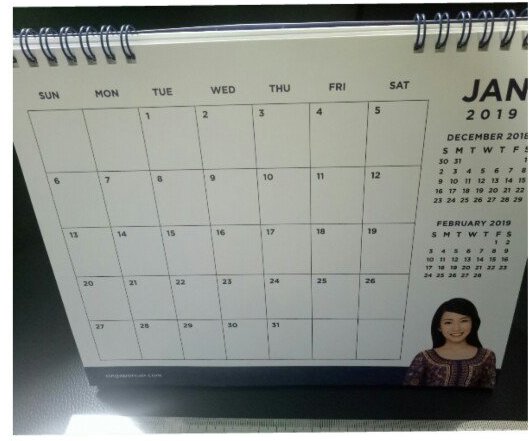 JAN
2019
SUN MON TUE WED THU FRI SAT
1 2 3 4 5
6 7 8 9 10 11 12
13 14 15 16 17 18 19
20 21 22 23 24 25 26
27 28 29 30 31
DECEMBER 2018
S M T W T F S
30 31 1
2 3 4 5 6 7 8
9 10 11 12 13 14 15
16 17 18 19 20 21 22
23 24 25 26 27 28 29
FEBRUARY 2019
S M T W T F S
1 2
3 4 5 6 7 8 9
10 11 12 13 14 15 16
17 18 19 20 21 22 23
24 25 26 27 28
singaporeair.com